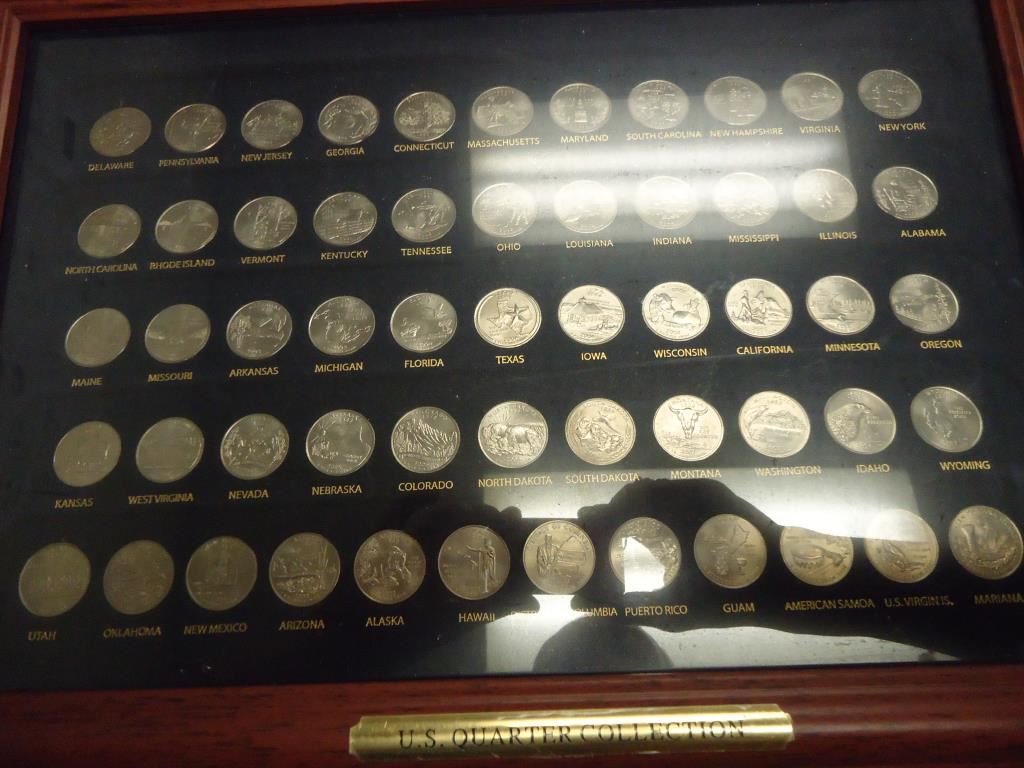 DELAWARE PENNSYLVANIA NEW JERSEY GEORGIA CONNECTICUT MASSACHUSETTS MARYLAND SOUTH CAROLINA NEW HAMPSHIRE VIRGINIA NEW YORK
NORTH CAROLINA RHODE ISLAND VERMONT KENTUCKY TENNESSEE OHIO LOUISIANA INDIANA MISSISSIPPI ILLINOIS ALABAMA
MAINE MISSOURI ARKANSAS MICHIGAN FLORIDA TEXAS IOWA WISCONSIN CALIFORNIA MINNESOTA OREGON
KANSAS WEST VIRGINIA NEVADA NEBRASKA COLORADO NORTH DAKOTA SOUTH DAKOTA MONTANA WASHINGTON IDAHO WYOMING
UTAH OKLAHOMA NEW MEXICO ARIZONA ALASKA HAWAII PUERTO RICO GUAM AMERICAN SAMOA U.S. VIRGIN IS. MARIANA
U.S. QUARTER COLLECTION